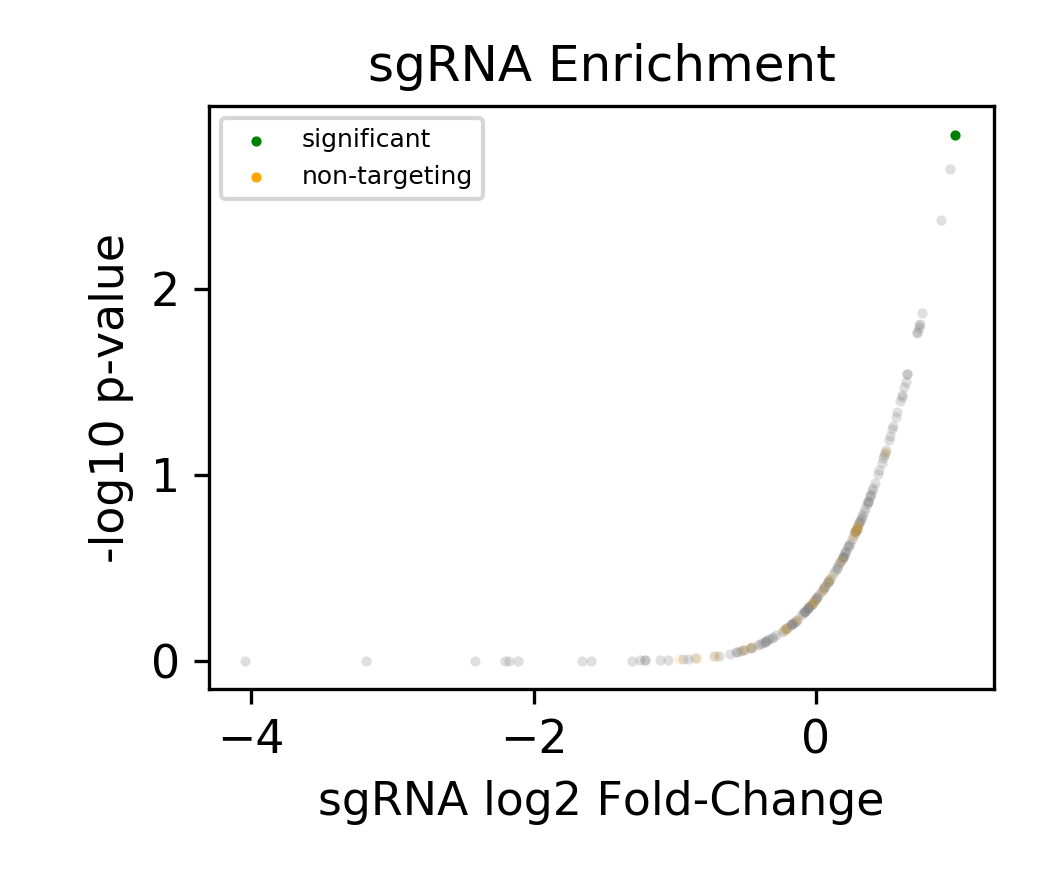 sgRNA Enrichment
significant
non-targeting
-log10 p-value
2
1
0
−4
−2
0
sgRNA log2 Fold-Change